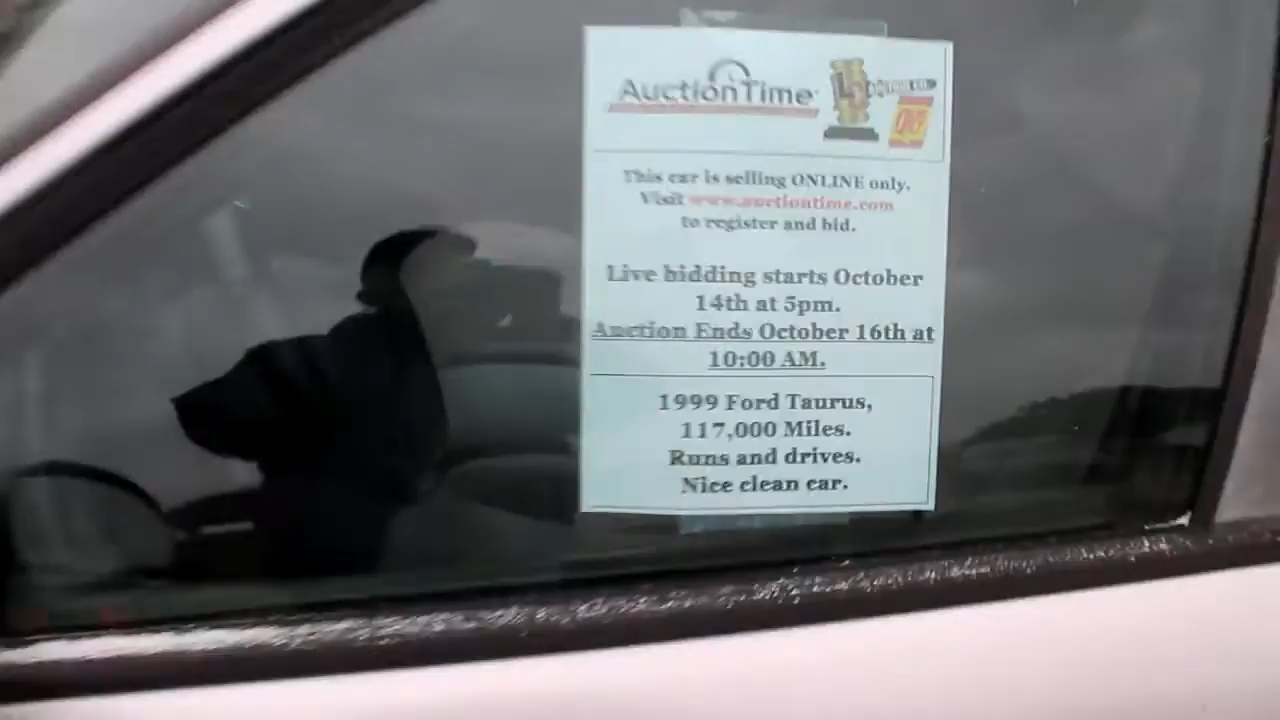 AuctionTime
This car is selling ONLINE only.
Visit www.auctiontime.com
to register and bid.
Live bidding starts October
14th at 5pm.
Auction Ends October 16th at
10:00 AM.
1999 Ford Taurus,
117,000 Miles.
Runs and drives.
Nice clean car.